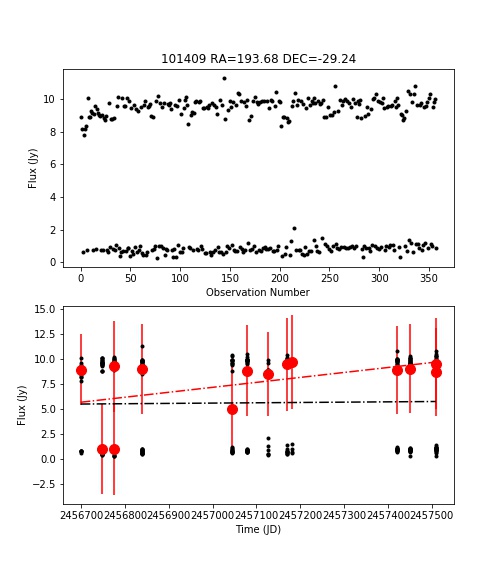 101409 RA=193.68 DEC=-29.24
10
8
6
4
2
0
Flux (Jy)
0 50 100 150 200 250 300 350
Observation Number
15.0
12.5
10.0
7.5
5.0
2.5
0.0
−2.5
Flux (Jy)
2456700 2456800 2456900 2457000 2457100 2457200 2457300 2457400 2457500
Time (JD)